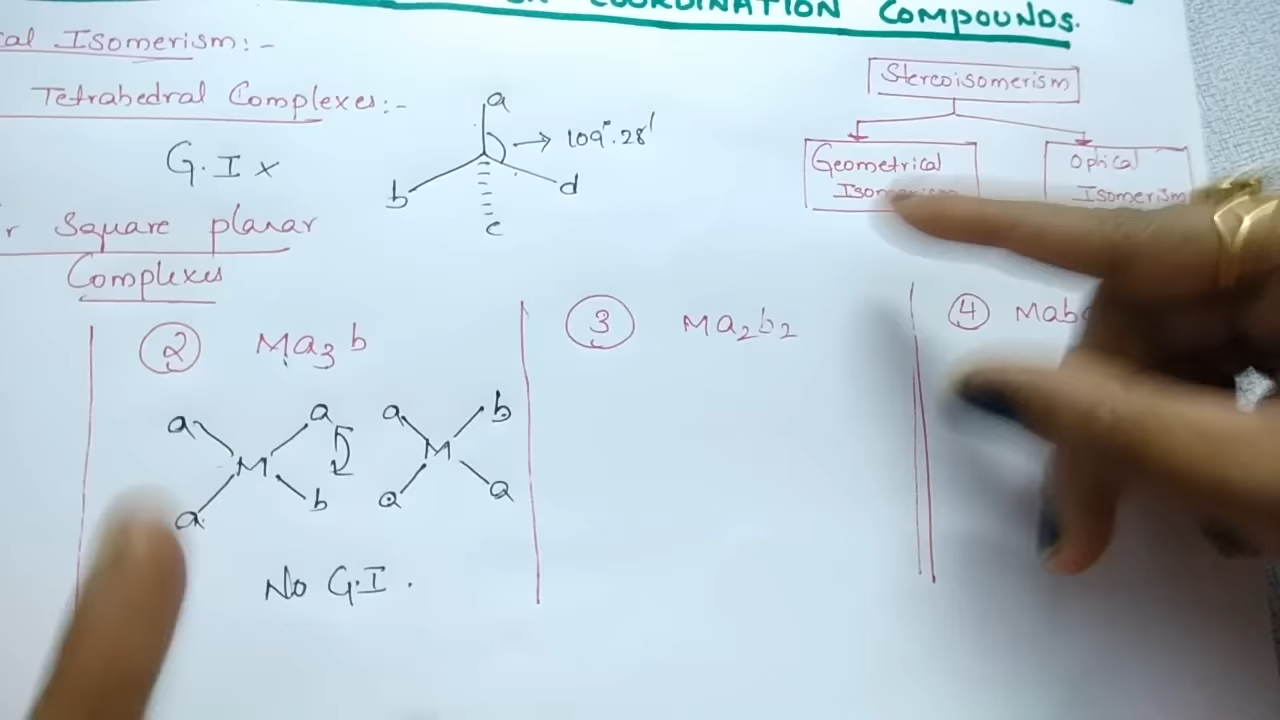 COORDINATION COMPOUNDS.
Isomerism:-
Tetrahedral Complexes:-
G.I x
a
109°.28'
b
d
c
Stereoisomerism
Geometrical
Optical
Isomerism
Square planar
Complexes
2 Ma3b
a a
M
a b
a b
M
a a
No G.I.
3 Ma2b2
4